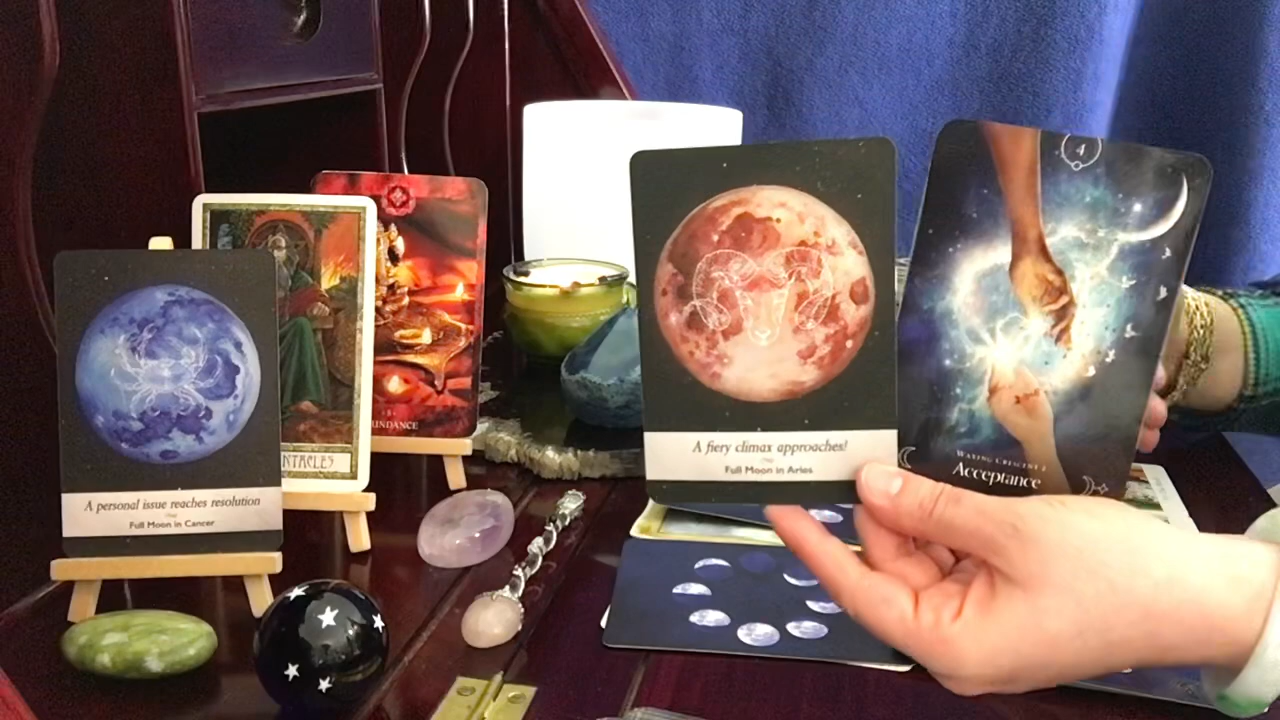 A personal issue reaches resolution
Full Moon in Cancer
NTACLES
UNDANCE
A fiery climax approaches!
Full Moon in Aries
4
WAXING CRESCENT
Acceptance